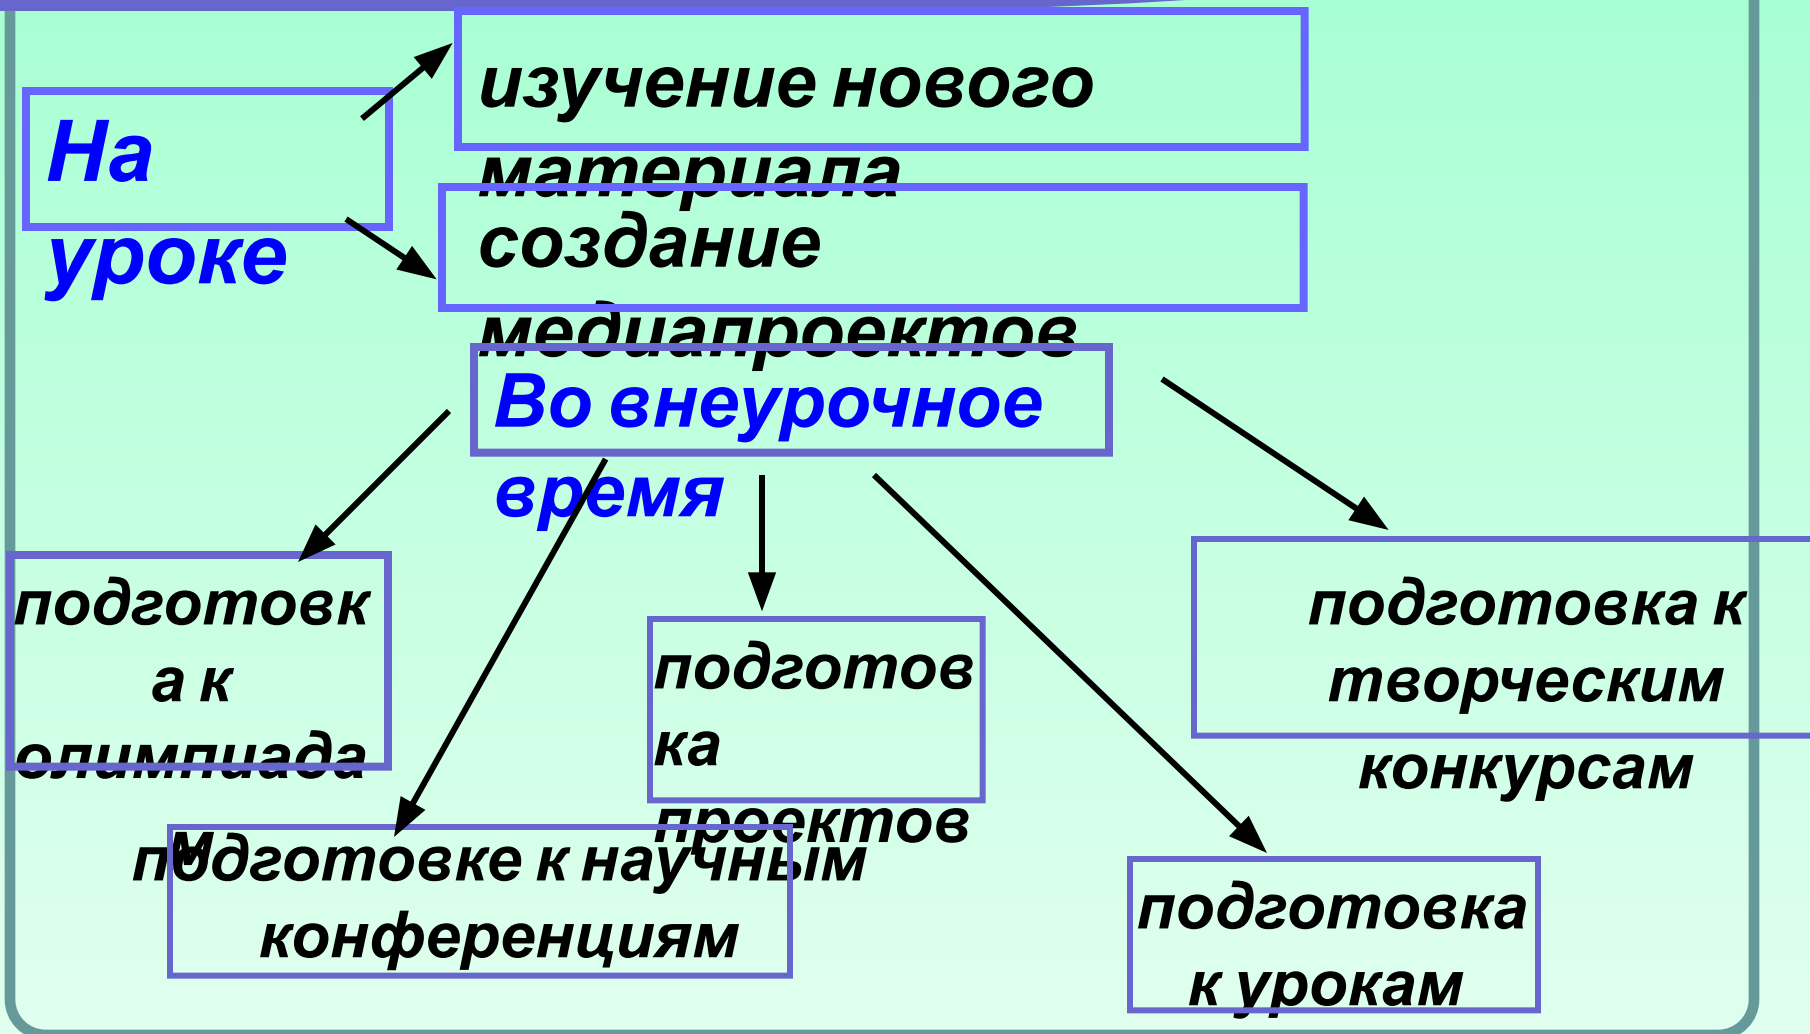 изучение нового
материала
На
уроке
создание
медиапроектов
Во внеурочное
время
подготовк
а к
олимпиада
м
подготовке к научным
конференциям
подготов
ка
проектов
подготовка
к урокам
подготовка к
творческим
конкурсам